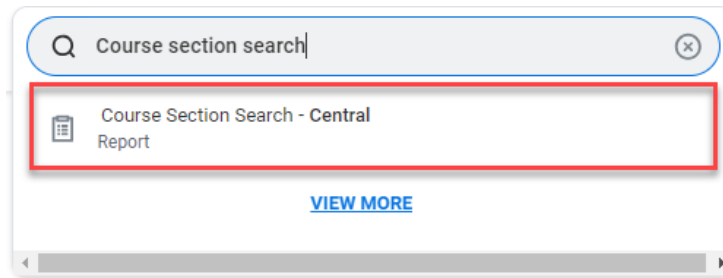 Course section search
Course Section Search - Central
Report
VIEW MORE